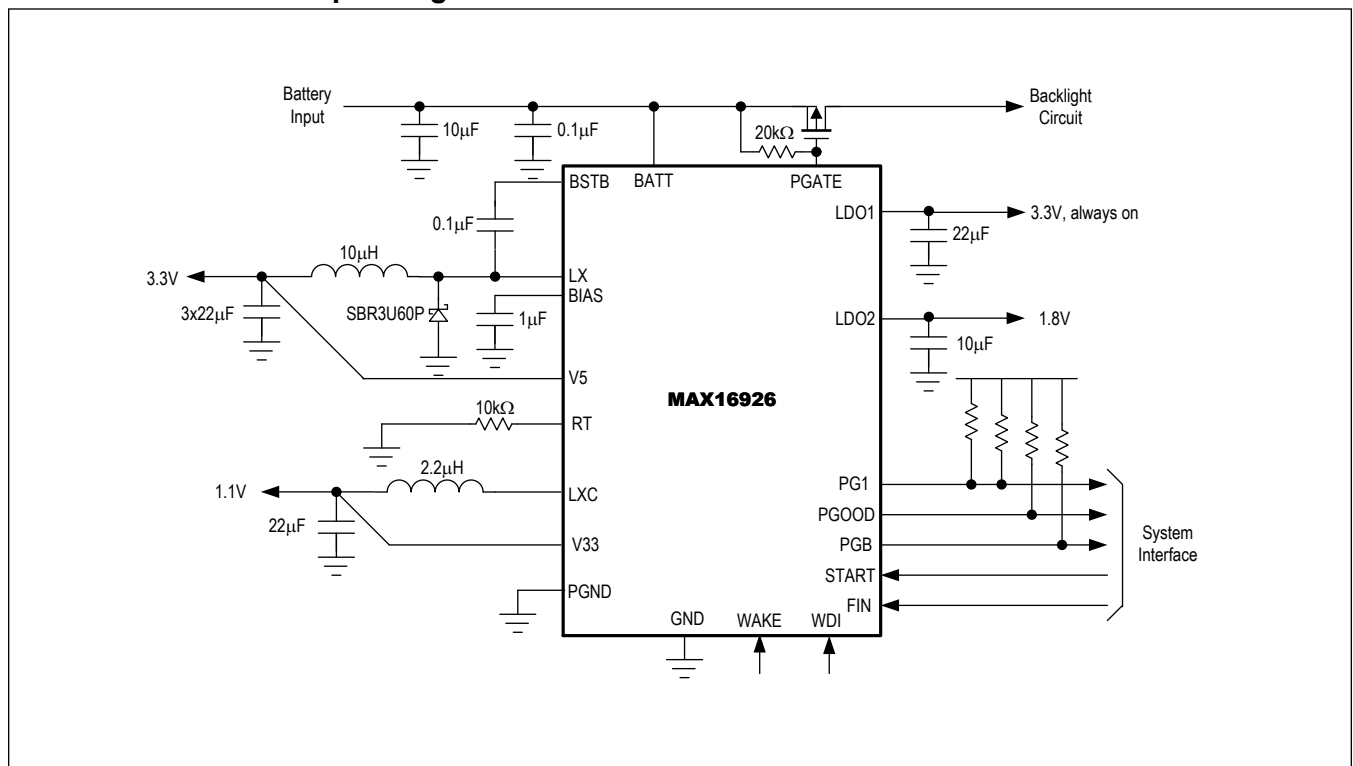 Battery
Input
10μF
0.1μF
20kΩ
Backlight
Circuit
BSTB
BATT
PGATE
LDO1
3.3V, always on
22μF
0.1μF
10μH
3.3V
LX
BIAS
3x22μF
SBR3U60P
1μF
LDO2
1.8V
10μF
V5
MAX16926
10kΩ
RT
2.2μH
1.1V
LXC
22μF
V33
PG1
PGOOD
PGB
System
Interface
START
FIN
PGND
GND
WAKE
WDI